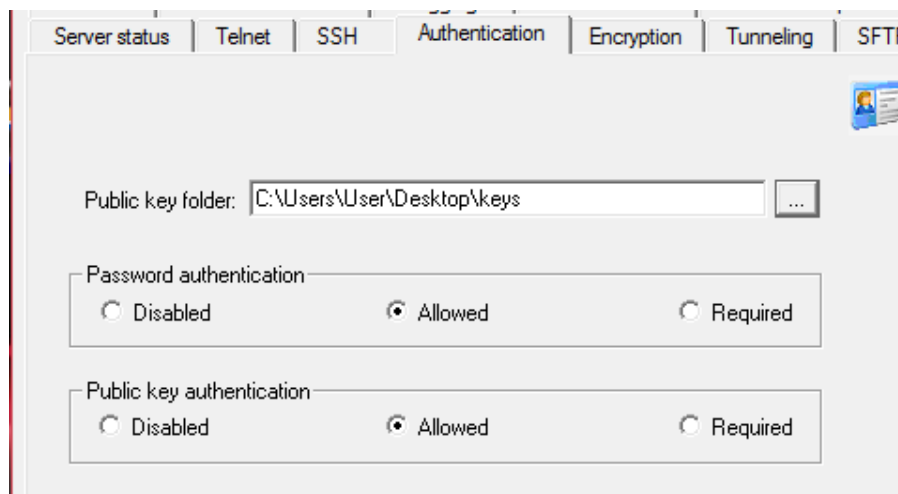 Server status Telnet SSH Authentication Encryption Tunneling
Public key folder: C:\Users\User\Desktop\keys ...
Password authentication
Disabled Allowed Required
Public key authentication
Disabled Allowed Required